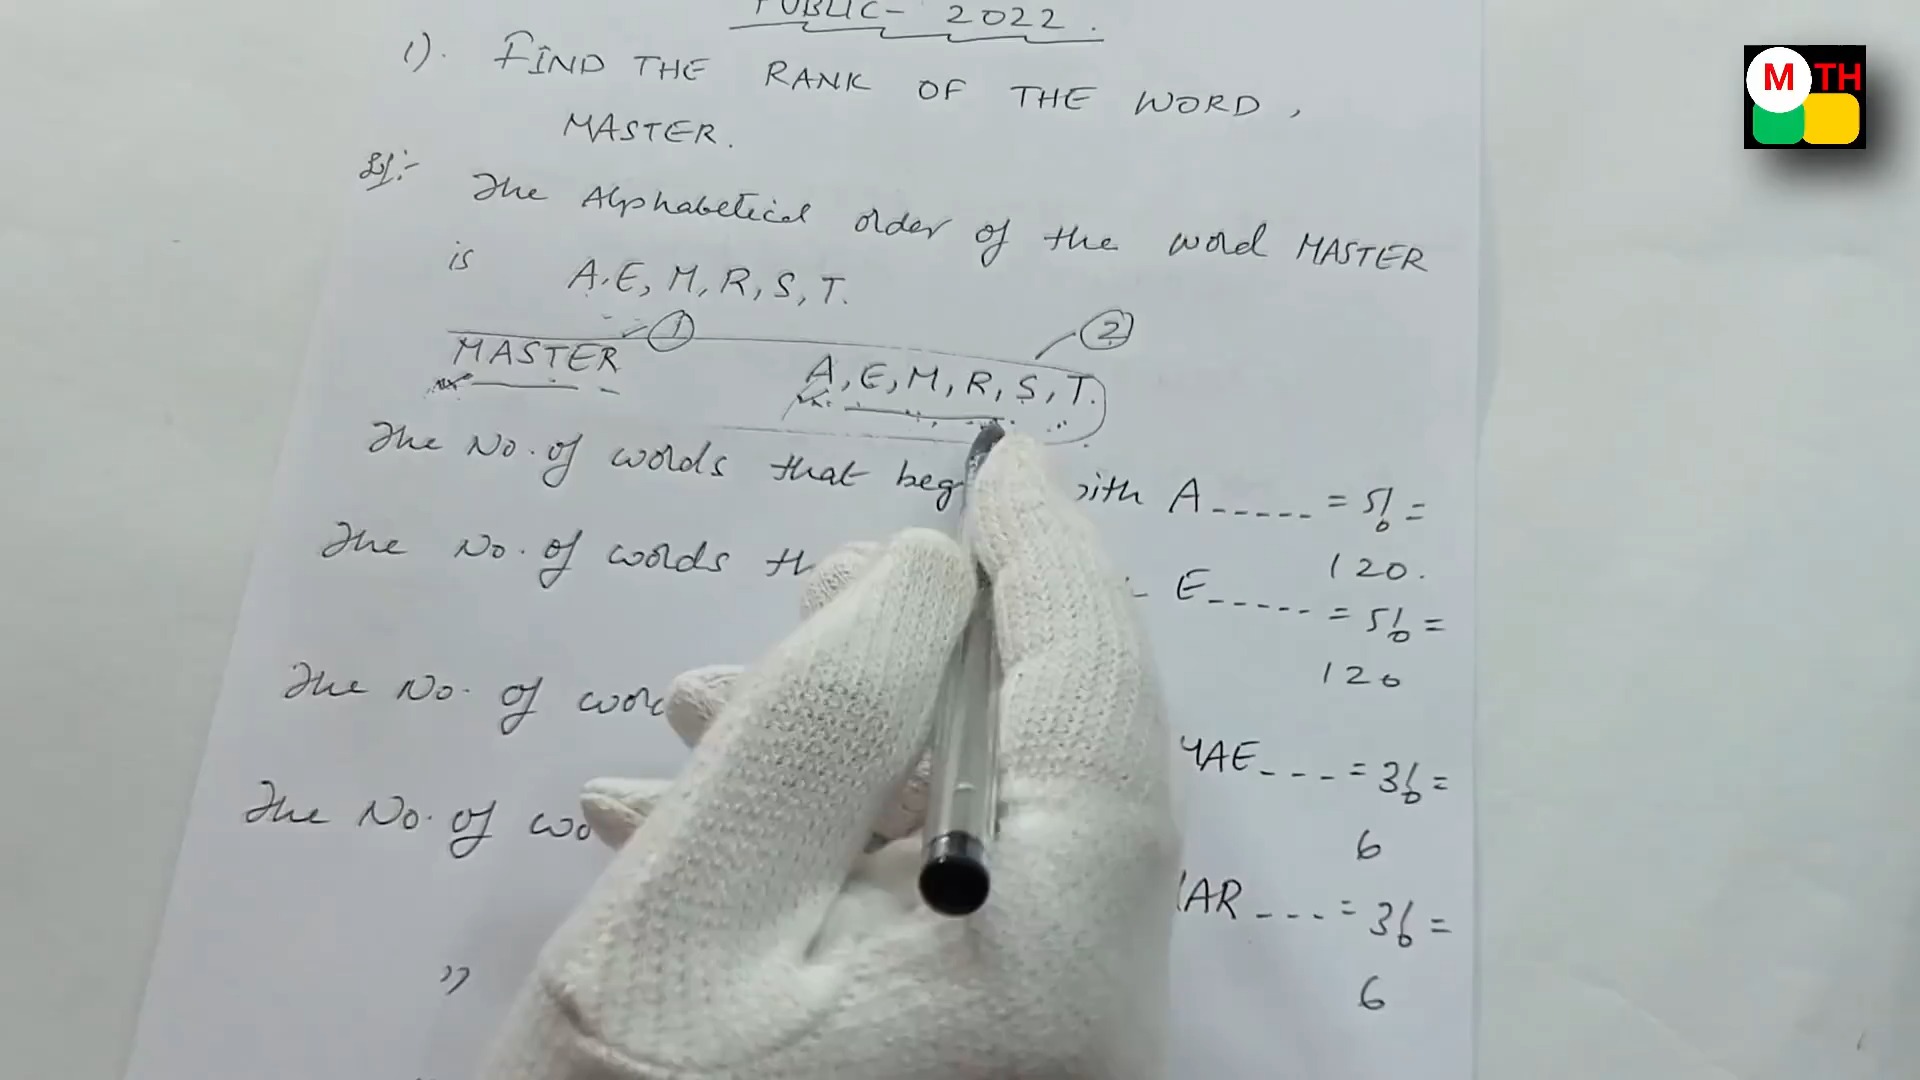 PUBLIC- 2022.
1). FIND THE RANK OF THE WORD,
MASTER.
Sol:- The Alphabetical order of the word MASTER
is A, E, M, R, S, T.
MASTER 1 A, E, M, R, S, T. 2
The No. of words that beg with A----- = 5! =
120.
The No. of words th E----- = 5! =
120
The No. of wor MAE--- = 3! =
6
The No. of wo AR --- = 3! =
6
"
M TH